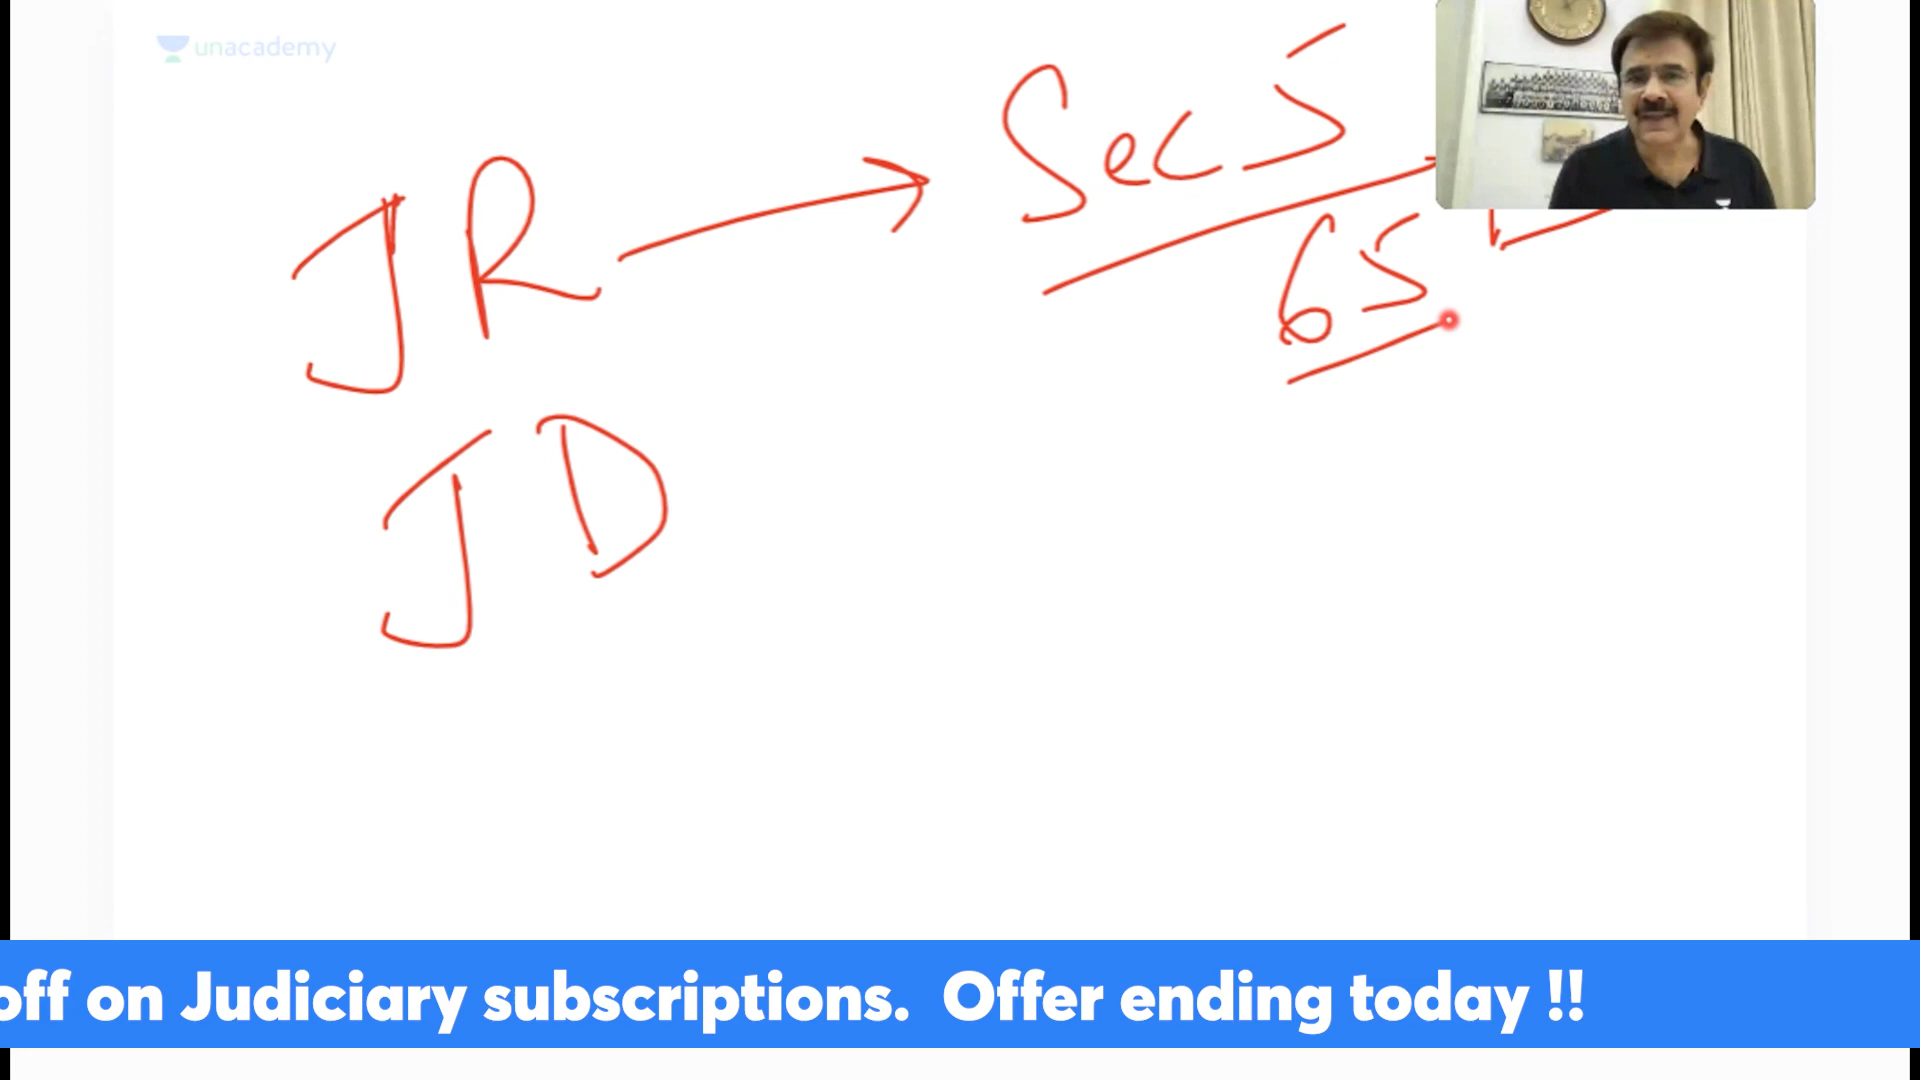 unacademy
JR → Sec 5
65
JD
off on Judiciary subscriptions. Offer ending today !!